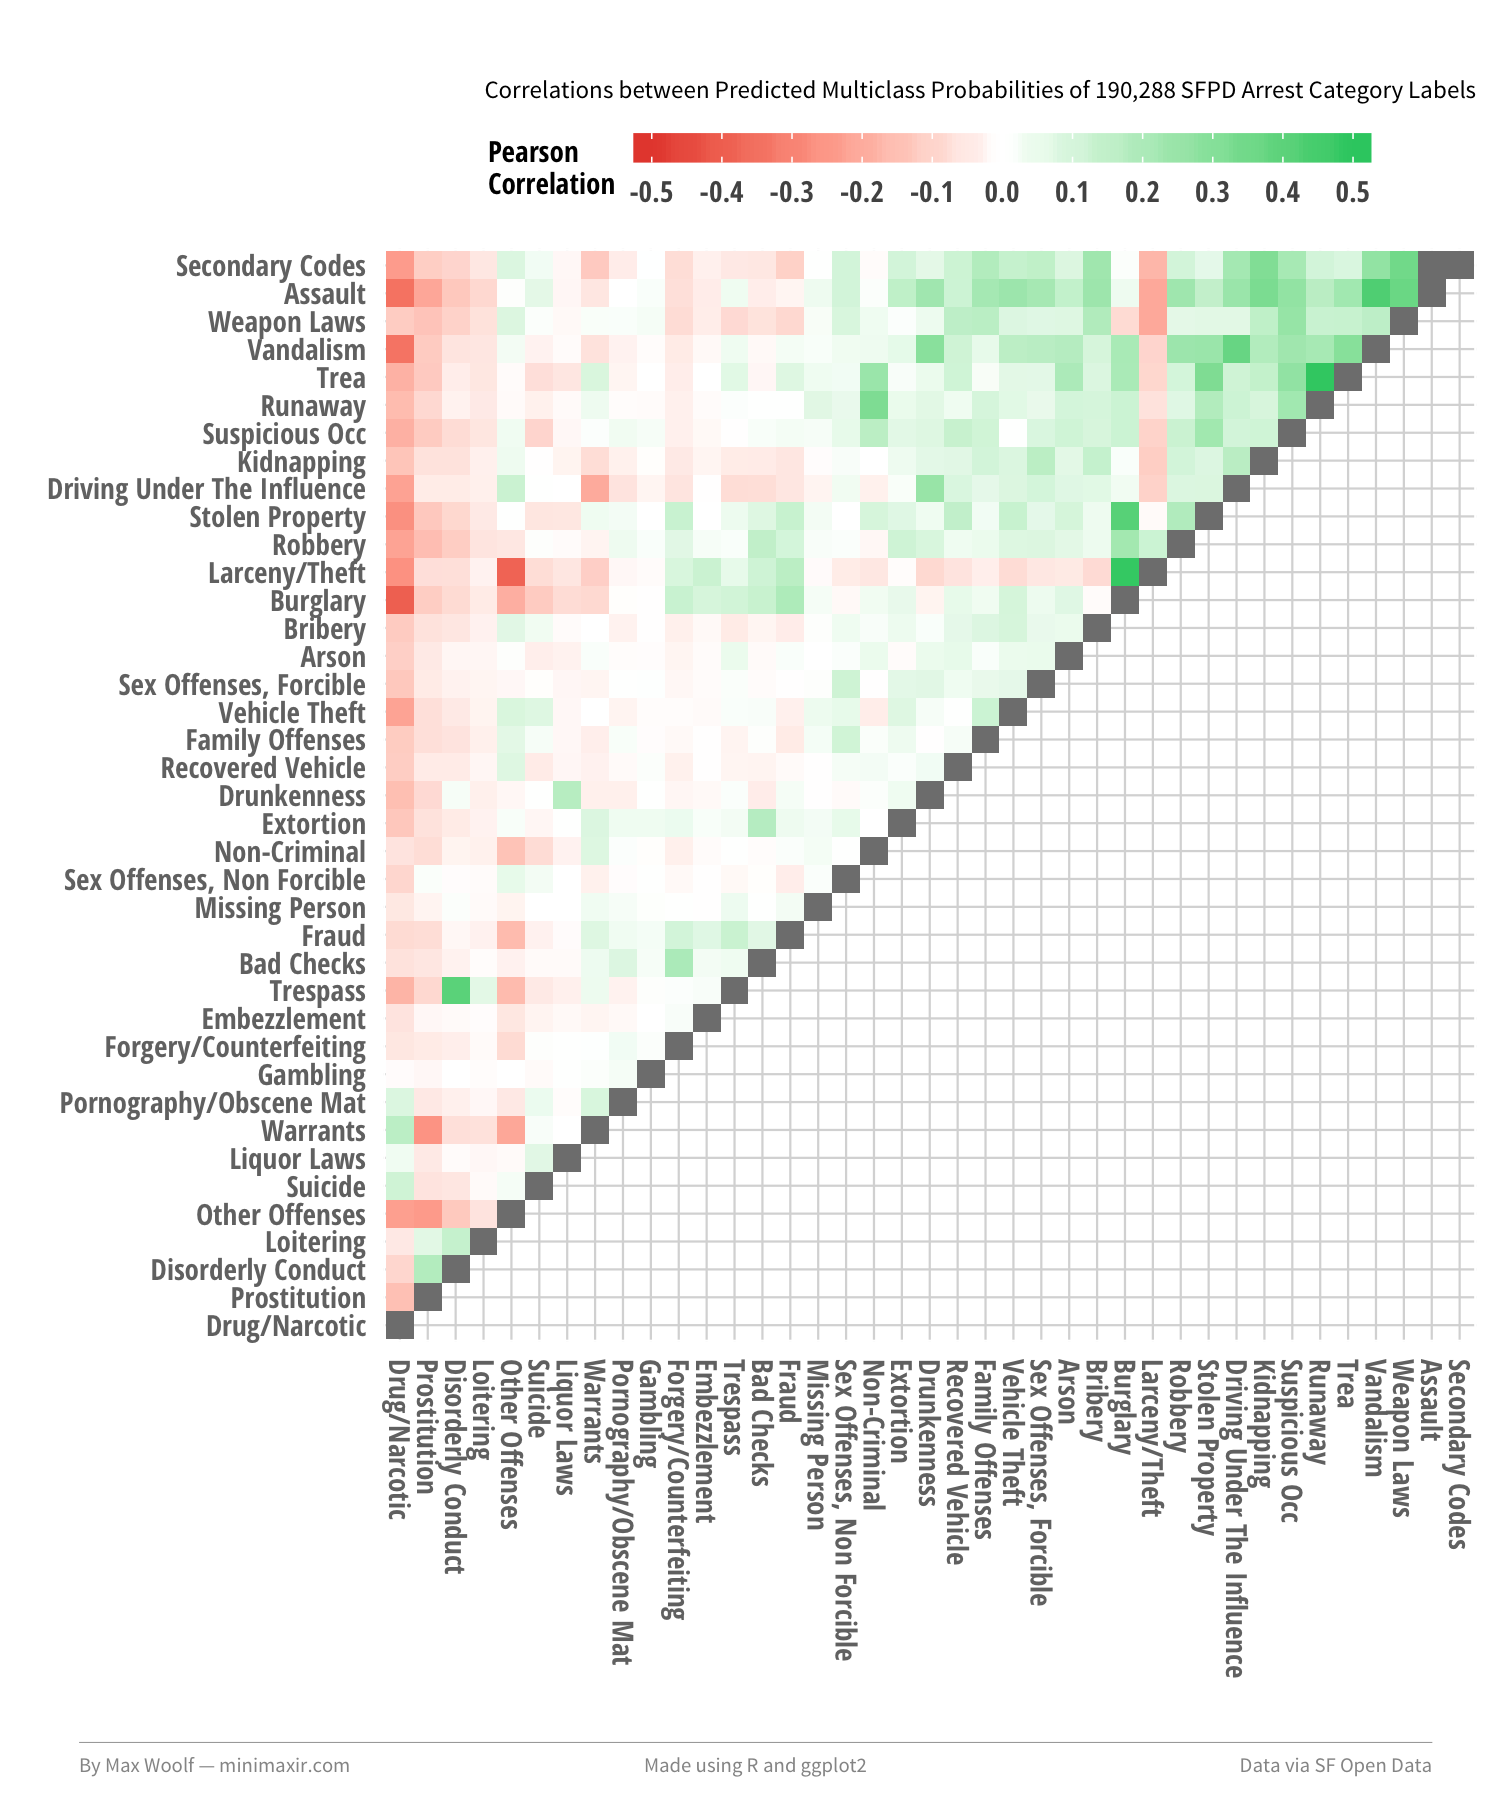 Correlations between Predicted Multiclass Probabilities of 190,288 SFPD Arrest Category Labels
Pearson
Correlation
-0.5 -0.4 -0.3 -0.2 -0.1 0.0 0.1 0.2 0.3 0.4 0.5
Secondary Codes
Assault
Weapon Laws
Vandalism
Trea
Runaway
Suspicious Occ
Kidnapping
Driving Under The Influence
Stolen Property
Robbery
Larceny/Theft
Burglary
Bribery
Arson
Sex Offenses, Forcible
Vehicle Theft
Family Offenses
Recovered Vehicle
Drunkenness
Extortion
Non-Criminal
Sex Offenses, Non Forcible
Missing Person
Fraud
Bad Checks
Trespass
Embezzlement
Forgery/Counterfeiting
Gambling
Pornography/Obscene Mat
Warrants
Liquor Laws
Suicide
Other Offenses
Loitering
Disorderly Conduct
Prostitution
Drug/Narcotic
Drug/Narcotic
Prostitution
Disorderly Conduct
Loitering
Other Offenses
Suicide
Liquor Laws
Warrants
Pornography/Obscene Mat
Gambling
Forgery/Counterfeiting
Embezzlement
Trespass
Bad Checks
Fraud
Missing Person
Sex Offenses, Non Forcible
Non-Criminal
Extortion
Drunkenness
Recovered Vehicle
Family Offenses
Vehicle Theft
Sex Offenses, Forcible
Arson
Bribery
Burglary
Larceny/Theft
Robbery
Stolen Property
Driving Under The Influence
Kidnapping
Suspicious Occ
Runaway
Trea
Vandalism
Weapon Laws
Assault
Secondary Codes
By Max Woolf — minimaxir.com
Made using R and ggplot2
Data via SF Open Data